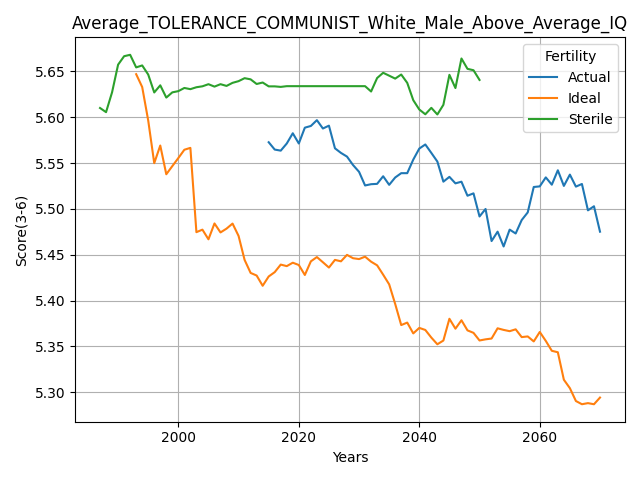 Average_TOLERANCE_COMMUNIST_White_Male_Above_Average_IQ
Fertility
Actual
Ideal
Sterile
Score(3-6)
5.65
5.60
5.55
5.50
5.45
5.40
5.35
5.30
2000
2020
2040
2060
Years